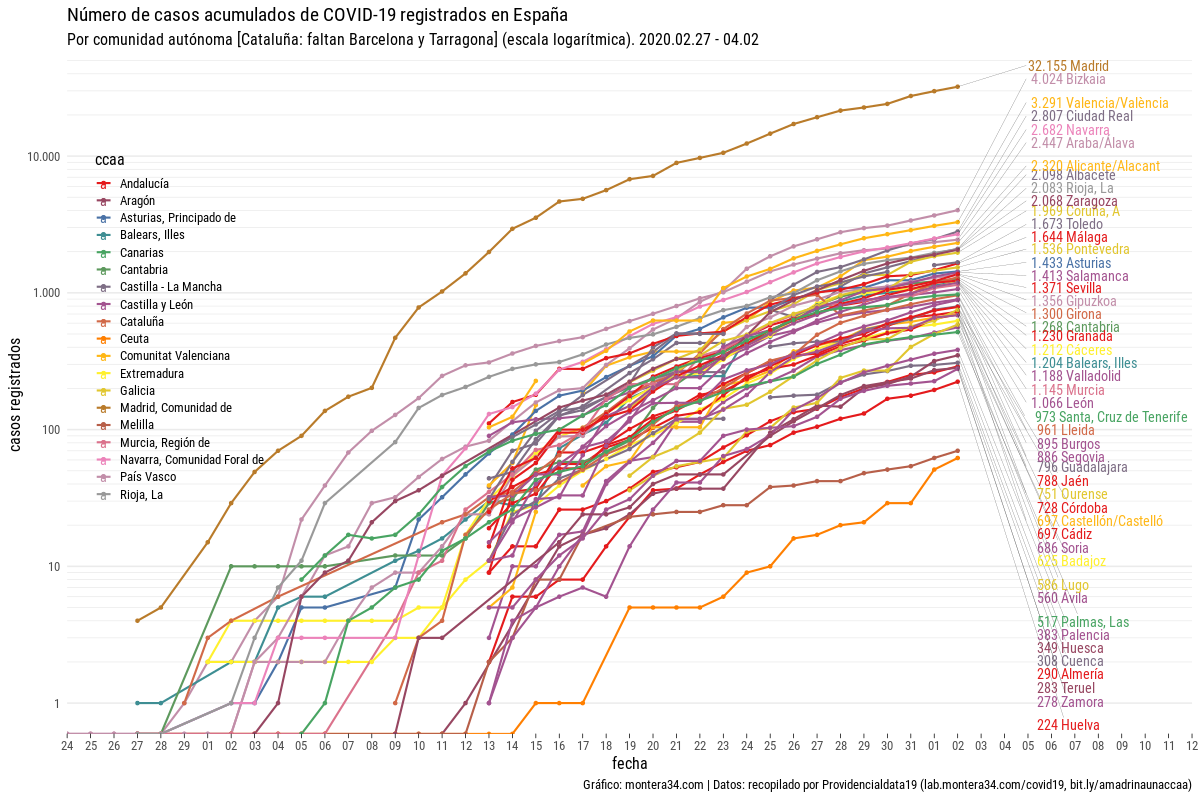 Número de casos acumulados de COVID-19 registrados en España
Por comunidad autónoma [Cataluña: faltan Barcelona y Tarragona] (escala logarítmica). 2020.02.27 - 04.02
casos registrados
10.000
1.000
100
10
1
ccaa
Andalucía
Aragón
Asturias, Principado de
Balears, Illes
Canarias
Cantabria
Castilla - La Mancha
Castilla y León
Cataluña
Ceuta
Comunitat Valenciana
Extremadura
Galicia
Madrid, Comunidad de
Melilla
Murcia, Región de
Navarra, Comunidad Foral de
País Vasco
Rioja, La
32.155 Madrid
4.024 Bizkaia
3.291 Valencia/València
2.807 Ciudad Real
2.682 Navarra
2.447 Araba/Álava
2.320 Alicante/Alacant
2.098 Albacete
2.083 Rioja, La
2.068 Zaragoza
1.969 Coruña, A
1.673 Toledo
1.644 Málaga
1.536 Pontevedra
1.433 Asturias
1.413 Salamanca
1.371 Sevilla
1.356 Gipuzkoa
1.300 Girona
1.268 Cantabria
1.230 Granada
1.212 Cáceres
1.204 Balears, Illes
1.188 Valladolid
1.145 Murcia
1.066 León
973 Santa, Cruz de Tenerife
961 Lleida
895 Burgos
886 Segovia
796 Guadalajara
788 Jaén
751 Ourense
728 Córdoba
697 Castellón/Castelló
697 Cádiz
686 Soria
625 Badajoz
586 Lugo
560 Ávila
517 Palmas, Las
383 Palencia
349 Huesca
308 Cuenca
290 Almería
283 Teruel
278 Zamora
224 Huelva
24 25 26 27 28 29 01 02 03 04 05 06 07 08 09 10 11 12 13 14 15 16 17 18 19 20 21 22 23 24 25 26 27 28 29 30 31 01 02 03 04 05 06 07 08 09 10 11 12
fecha
Gráfico: montera34.com | Datos: recopilado por Providencialdata19 (lab.montera34.com/covid19, bit.ly/amadrinaunaccaa)